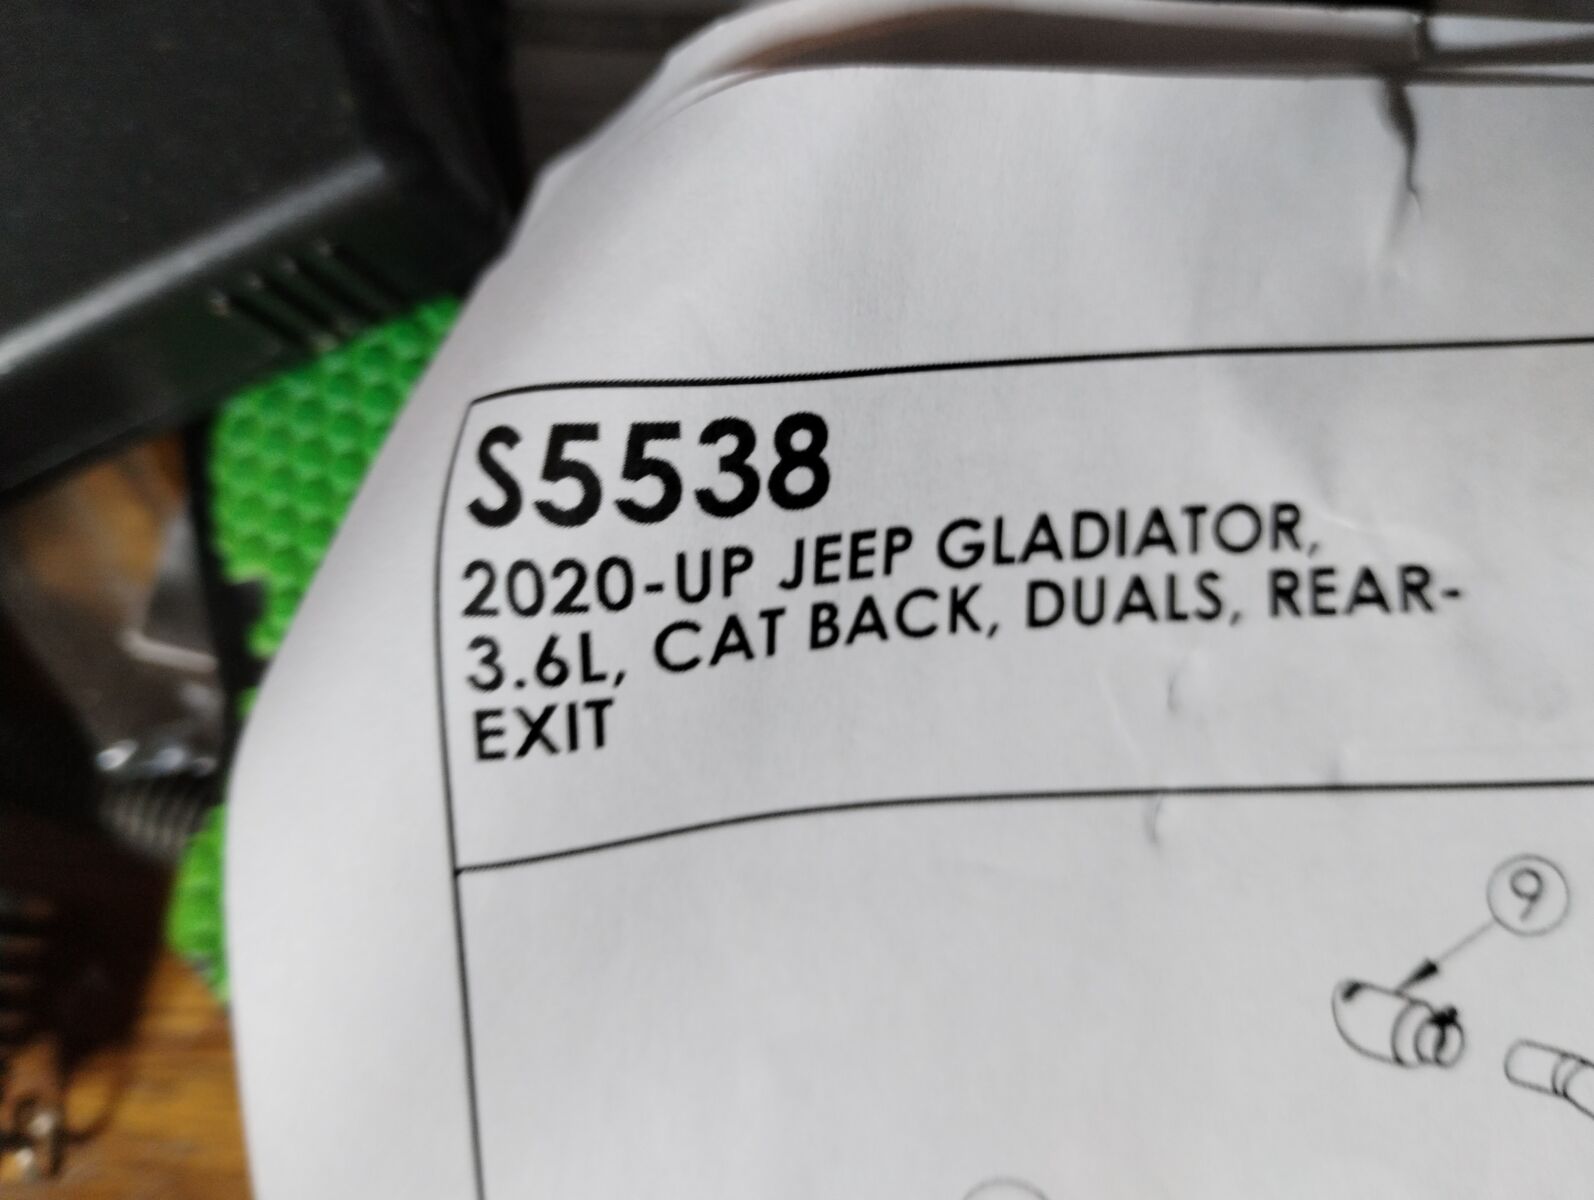 S5538
2020-UP JEEP GLADIATOR,
3.6L, CAT BACK, DUALS, REAR-
EXIT
9